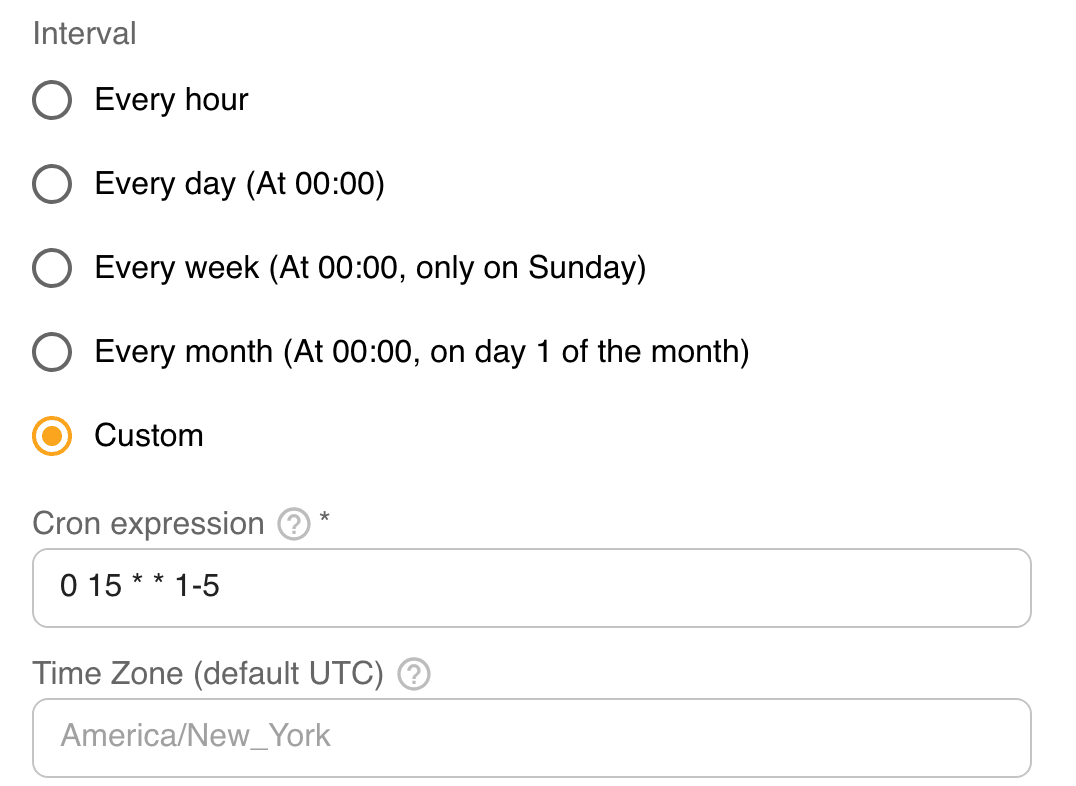 Interval
Every hour
Every day (At 00:00)
Every week (At 00:00, only on Sunday)
Every month (At 00:00, on day 1 of the month)
Custom
Cron expression ? *
0 15 * * 1-5
Time Zone (default UTC) ?
America/New_York